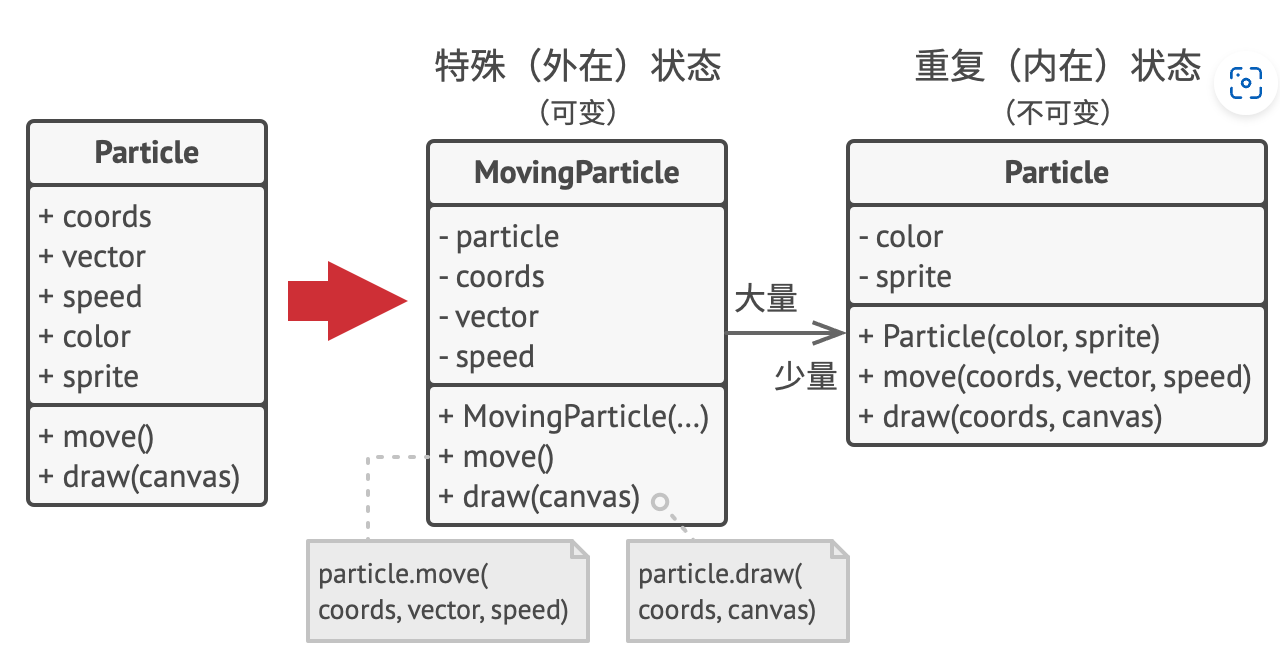 Particle
+ coords
+ vector
+ speed
+ color
+ sprite
+ move()
+ draw(canvas)
特殊（外在）状态
（可变）
MovingParticle
- particle
- coords
- vector
- speed
+ MovingParticle(...)
+ move()
+ draw(canvas)
particle.move(
coords, vector, speed)
particle.draw(
coords, canvas)
大量
少量
重复（内在）状态
（不可变）
Particle
- color
- sprite
+ Particle(color, sprite)
+ move(coords, vector, speed)
+ draw(coords, canvas)